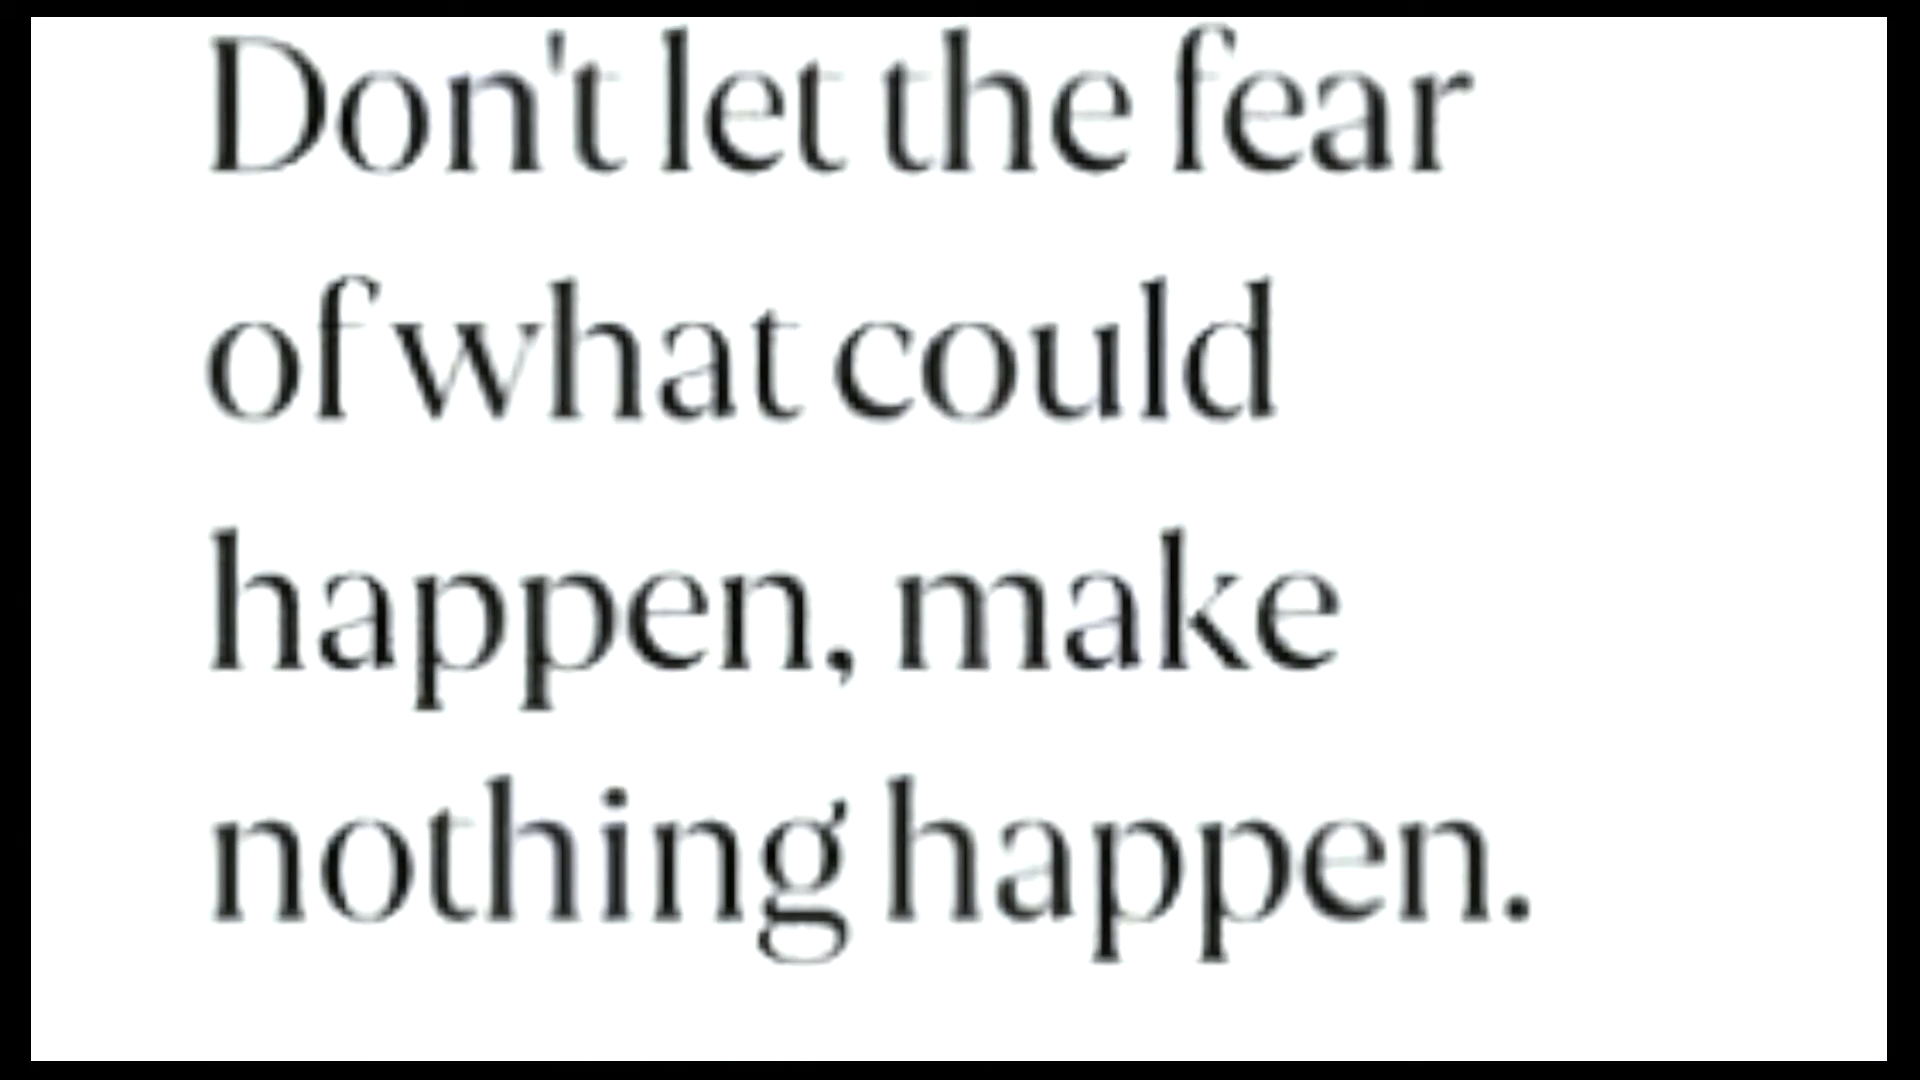 Don't let the fear
of what could
happen, make
nothing happen.